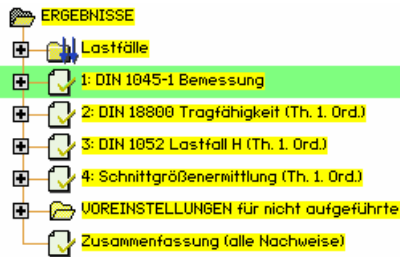 ERGEBNISSE
Lastfälle
1: DIN 1045-1 Bemessung
2: DIN 18800 Tragfähigkeit (Th. 1. Ord.)
3: DIN 1052 Lastfall H (Th. 1. Ord.)
4: Schnittgrößenermittlung (Th. 1. Ord.)
VOREINSTELLUNGEN für nicht aufgeführte
Zusammenfassung (alle Nachweise)